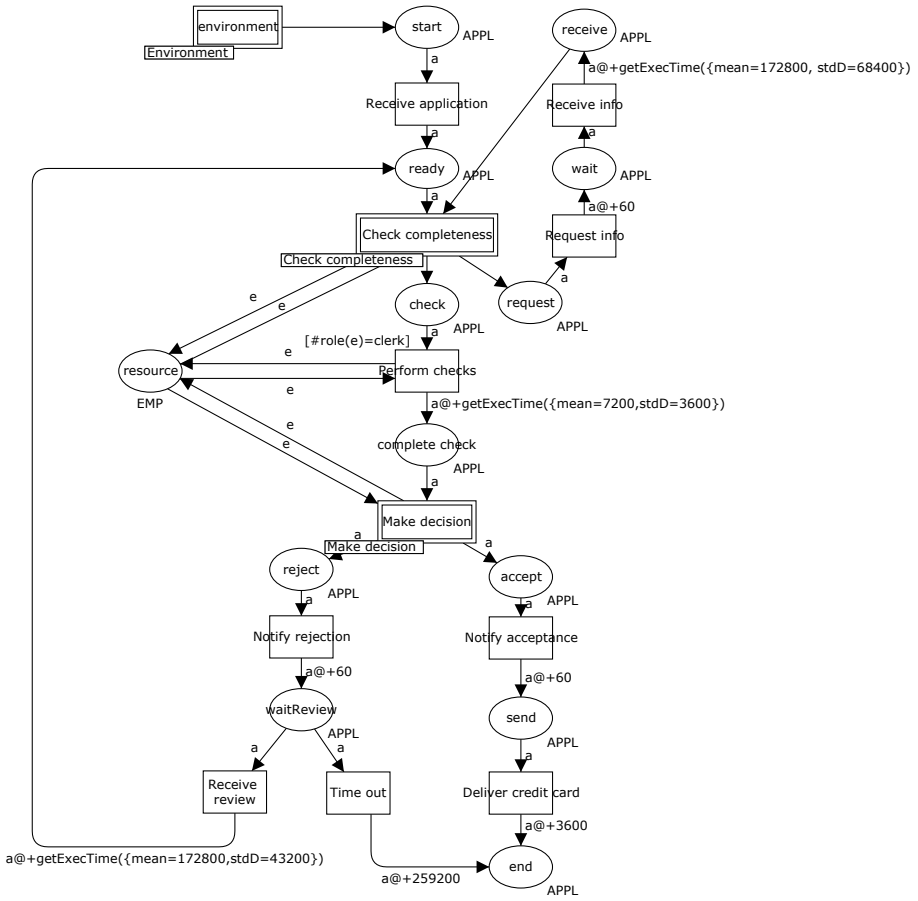 environment
Environment
start
APPL
a
Receive application
a
ready
APPL
a
receive
APPL
a@+getExecTime({mean=172800, stdD=68400})
Receive info
a
wait
APPL
a@+60
Request info
a
request
APPL
Check completeness
Check completeness
e
e
check
APPL
a
[#role(e)=clerk]
e
Perform checks
e
resource
EMP
a@+getExecTime({mean=7200,stdD=3600})
complete check
APPL
a
e
e
Make decision
Make decision
a
a
reject
APPL
a
accept
APPL
a
Notify rejection
Notify acceptance
a@+60
a@+60
waitReview
APPL
send
APPL
a
a
a
Receive
review
Time out
Deliver credit card
a@+3600
a@+getExecTime({mean=172800,stdD=43200})
a@+259200
end
APPL